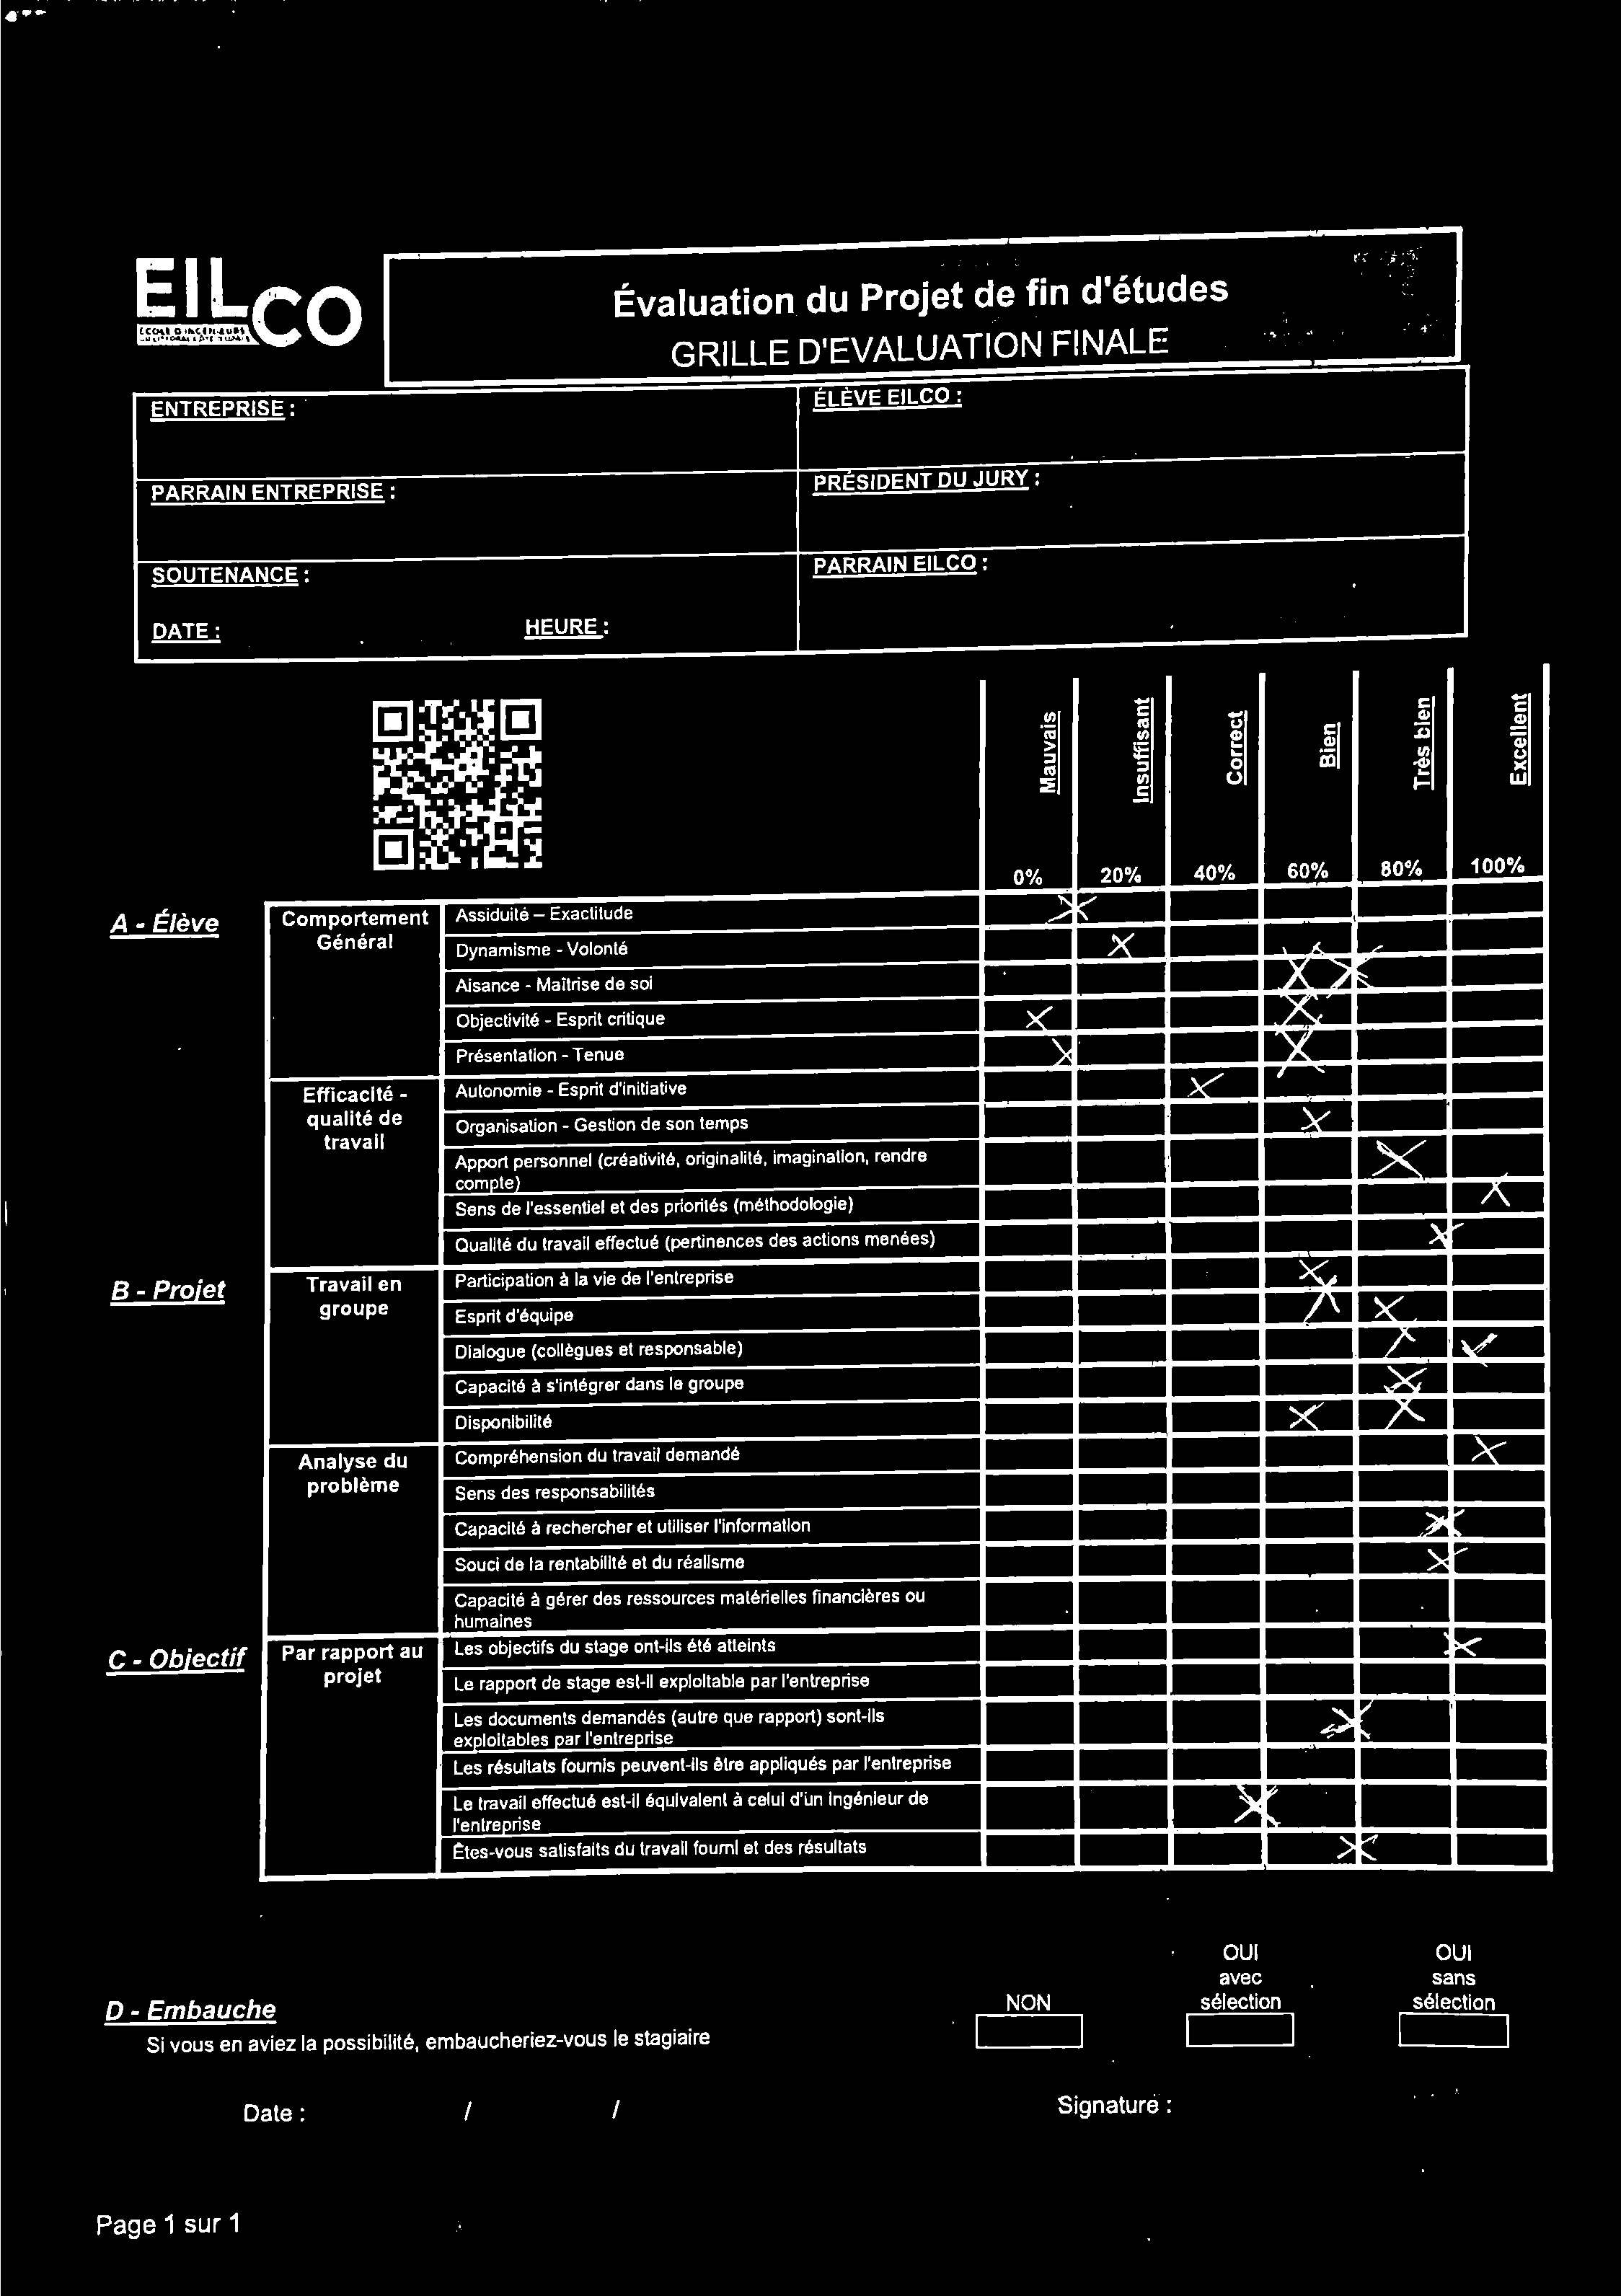 EILCO
ÉCOLE D'INGÉNIEURS
DU LITTORAL CÔTE D'OPALE
Évaluation du Projet de fin d'études
GRILLE D'EVALUATION FINALE
ENTREPRISE :
ÉLÈVE EILCO :
PARRAIN ENTREPRISE :
PRÉSIDENT DU JURY :
SOUTENANCE :
PARRAIN EILCO :
DATE :
HEURE :
Mauvais
Insuffisant
Correct
Bien
Très bien
Excellent
0% 20% 40% 60% 80% 100%
A - Élève
Comportement
Général
Assiduité – Exactitude
Dynamisme - Volonté
Aisance - Maîtrise de soi
Objectivité - Esprit critique
Présentation - Tenue
Efficacité -
qualité de
travail
Autonomie - Esprit d'initiative
Organisation - Gestion de son temps
Apport personnel (créativité, originalité, imagination, rendre
compte)
Sens de l'essentiel et des priorités (méthodologie)
Qualité du travail effectué (pertinences des actions menées)
B - Projet
Travail en
groupe
Participation à la vie de l'entreprise
Esprit d'équipe
Dialogue (collègues et responsable)
Capacité à s'intégrer dans le groupe
Disponibilité
Analyse du
problème
Compréhension du travail demandé
Sens des responsabilités
Capacité à rechercher et utiliser l'information
Souci de la rentabilité et du réalisme
Capacité à gérer des ressources matérielles financières ou
humaines
C - Objectif
Par rapport au
projet
Les objectifs du stage ont-ils été atteints
Le rapport de stage est-il exploitable par l'entreprise
Les documents demandés (autre que rapport) sont-ils
exploitables par l'entreprise
Les résultats fournis peuvent-ils être appliqués par l'entreprise
Le travail effectué est-il équivalent à celui d'un ingénieur de
l'entreprise
Êtes-vous satisfaits du travail fourni et des résultats
D - Embauche
Si vous en aviez la possibilité, embaucheriez-vous le stagiaire
NON
OUI
avec
sélection
OUI
sans
sélection
Date : / /
Signature :
Page 1 sur 1